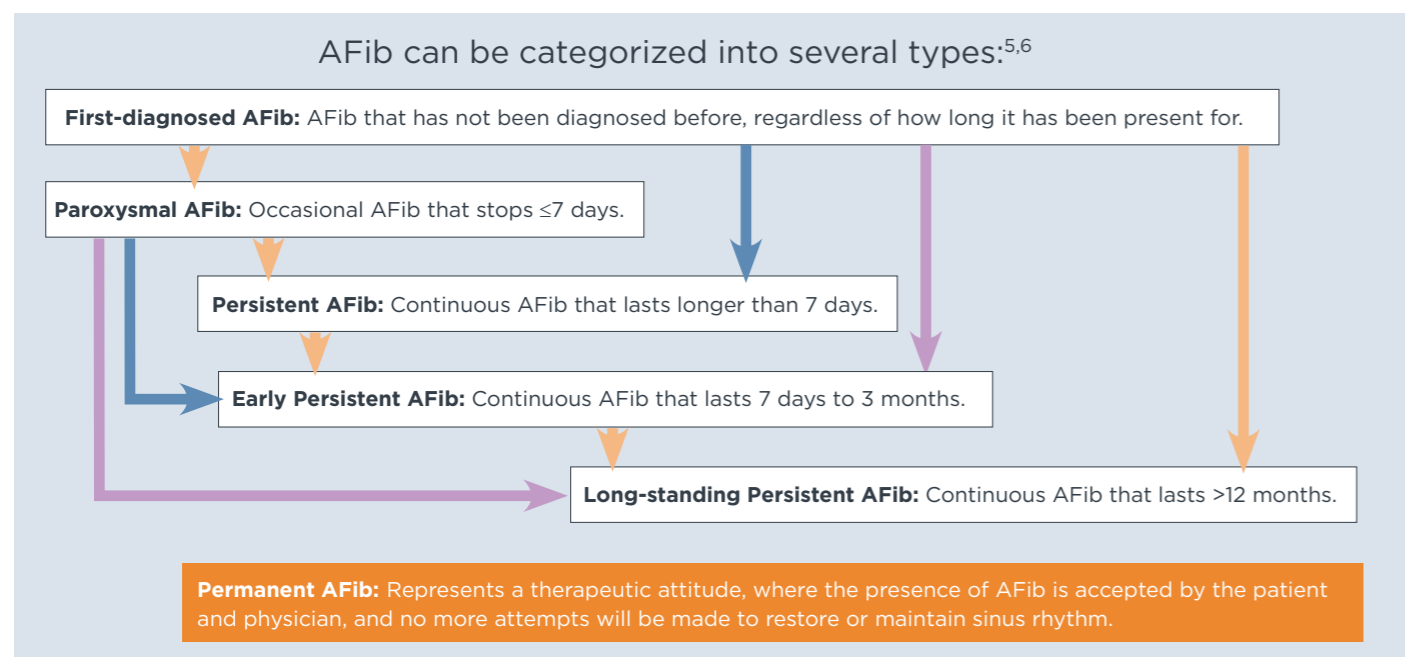 AFib can be categorized into several types:5,6
First-diagnosed AFib: AFib that has not been diagnosed before, regardless of how long it has been present for.
Paroxysmal AFib: Occasional AFib that stops ≤7 days.
Persistent AFib: Continuous AFib that lasts longer than 7 days.
Early Persistent AFib: Continuous AFib that lasts 7 days to 3 months.
Long-standing Persistent AFib: Continuous AFib that lasts >12 months.
Permanent AFib: Represents a therapeutic attitude, where the presence of AFib is accepted by the patient
and physician, and no more attempts will be made to restore or maintain sinus rhythm.